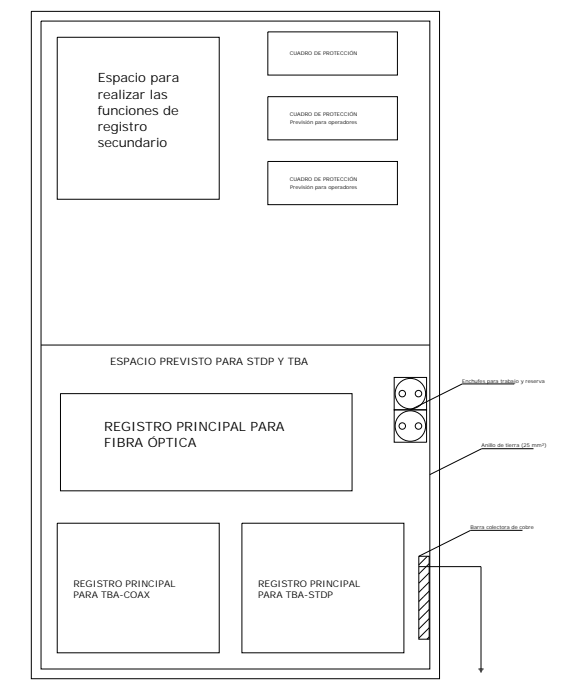 Espacio para
realizar las
funciones de
registro
secundario
CUADRO DE PROTECCIÓN
CUADRO DE PROTECCIÓN
Previsión para operadores
CUADRO DE PROTECCIÓN
Previsión para operadores
ESPACIO PREVISTO PARA STDP Y TBA
Enchufes para trabajo y reserva
REGISTRO PRINCIPAL PARA
FIBRA ÓPTICA
Anillo de tierra (25 mm²)
Barra colectora de cobre
REGISTRO PRINCIPAL
PARA TBA-COAX
REGISTRO PRINCIPAL
PARA TBA-STDP